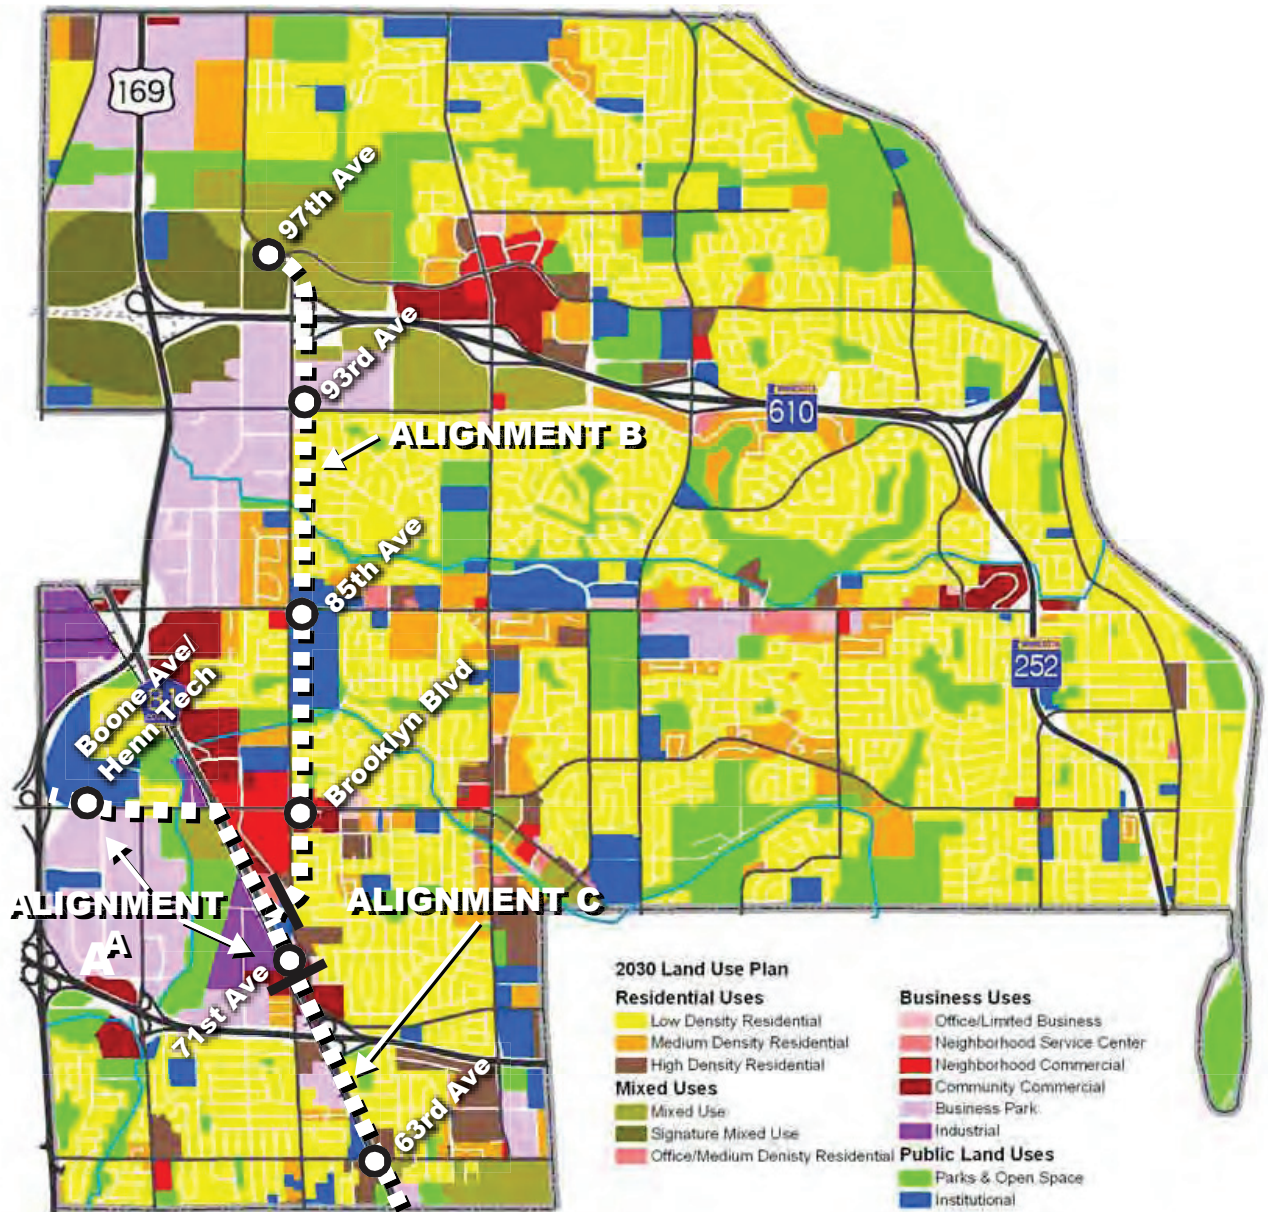 169
97th Ave
93rd Ave
ALIGNMENT B
610
85th Ave
252
Boone Ave/
Henn Tech
81
Brooklyn Blvd
ALIGNMENT
A
ALIGNMENT C
71st Ave
63rd Ave
2030 Land Use Plan
Residential Uses
Low Density Residential
Medium Density Residential
High Density Residential
Mixed Uses
Mixed Use
Signature Mixed Use
Office/Medium Denisty Residential
Business Uses
Office/Limited Business
Neighborhood Service Center
Neighborhood Commercial
Community Commercial
Business Park
Industrial
Public Land Uses
Parks & Open Space
Institutional